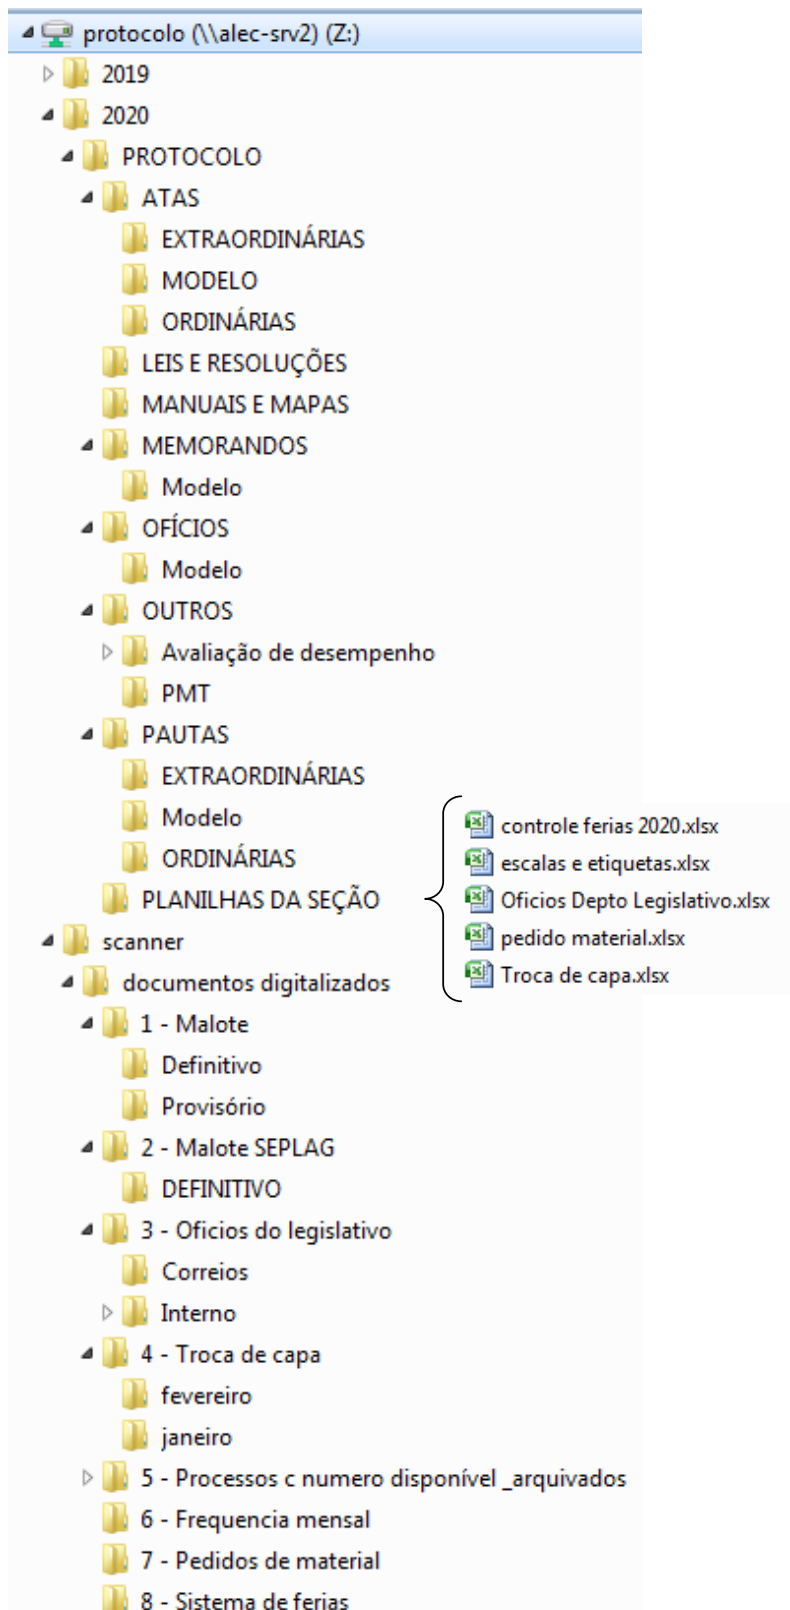 protocolo (\\alec-srv2) (Z:)
2019
2020
PROTOCOLO
ATAS
EXTRAORDINÁRIAS
MODELO
ORDINÁRIAS
LEIS E RESOLUÇÕES
MANUAIS E MAPAS
MEMORANDOS
Modelo
OFÍCIOS
Modelo
OUTROS
Avaliação de desempenho
PMT
PAUTAS
EXTRAORDINÁRIAS
Modelo
ORDINÁRIAS
PLANILHAS DA SEÇÃO
controle ferias 2020.xlsx
escalas e etiquetas.xlsx
Oficios Depto Legislativo.xlsx
pedido material.xlsx
Troca de capa.xlsx
scanner
documentos digitalizados
1 - Malote
Definitivo
Provisório
2 - Malote SEPLAG
DEFINITIVO
3 - Oficios do legislativo
Correios
Interno
4 - Troca de capa
fevereiro
janeiro
5 - Processos c numero disponível _arquivados
6 - Frequencia mensal
7 - Pedidos de material
8 - Sistema de ferias